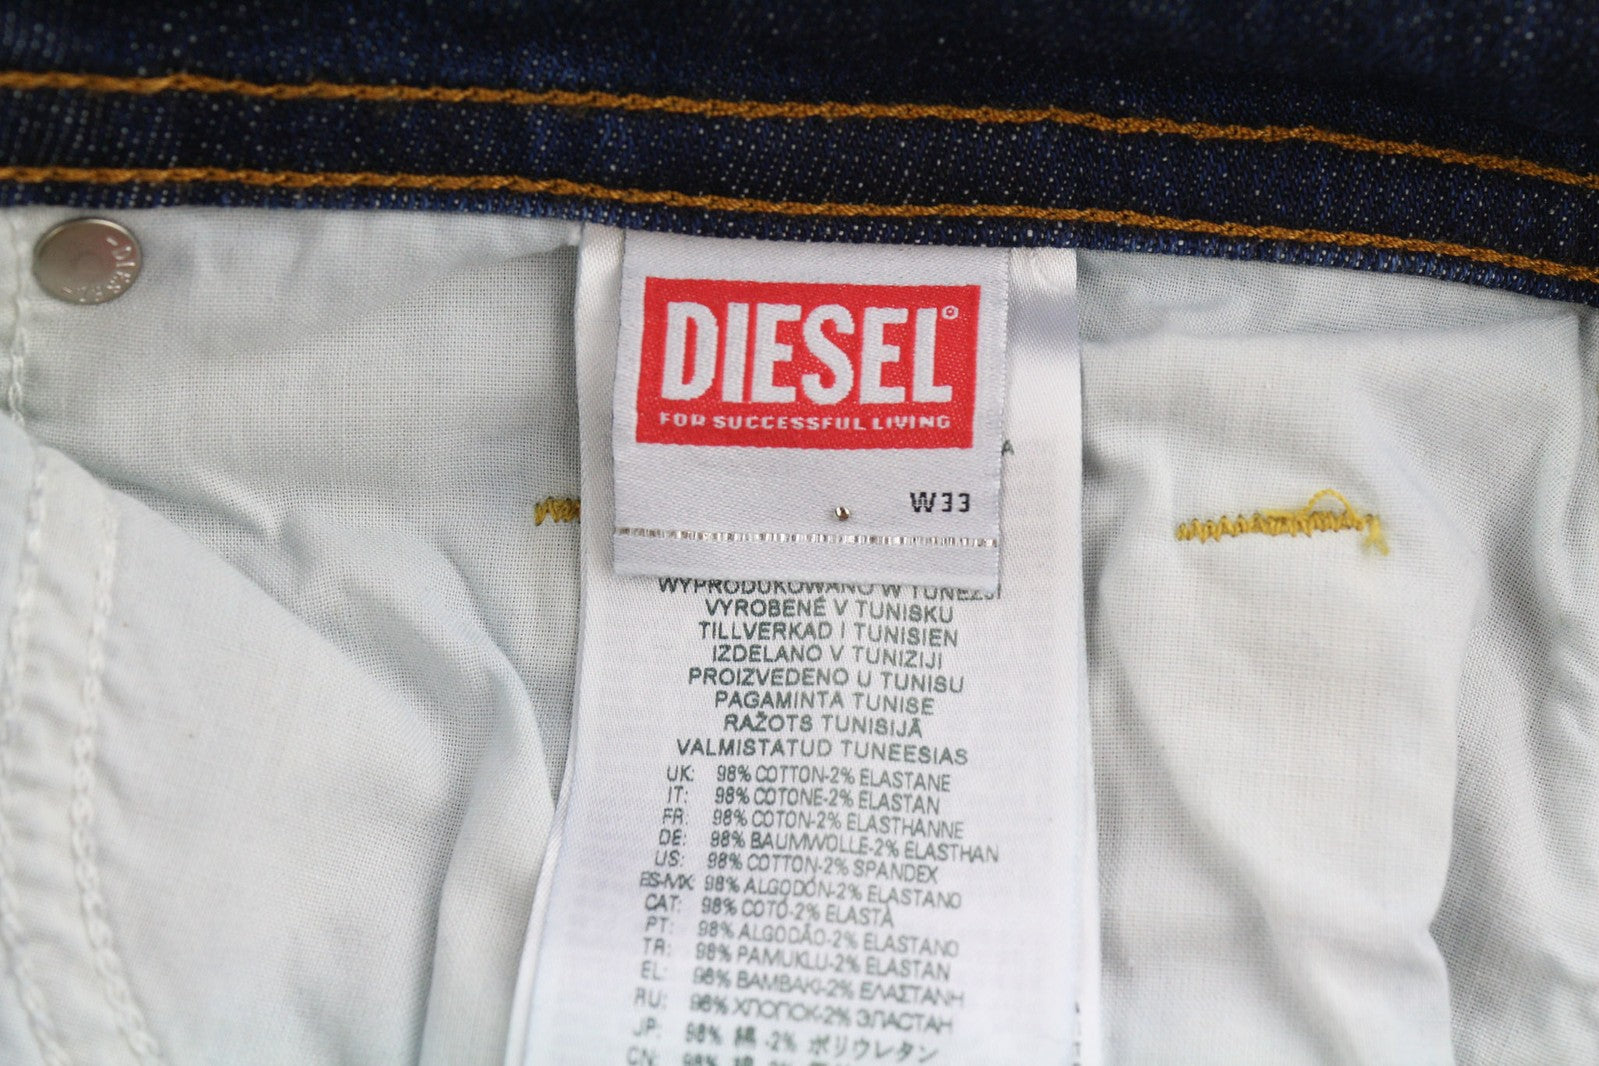 DIESEL
FOR SUCCESSFUL LIVING
A
W33
WYPRODUKOWANO W TUNEZJI
VYROBENÉ V TUNISKU
TILLVERKAD I TUNISIEN
IZDELANO V TUNIZIJI
PROIZVEDENO U TUNISU
PAGAMINTA TUNISE
RAŽOTS TUNISIJĀ
VALMISTATUD TUNEESIAS
UK: 98% COTTON-2% ELASTANE
IT: 98% COTONE-2% ELASTAN
FR: 98% COTON-2% ELASTHANNE
DE: 98% BAUMWOLLE-2% ELASTHAN
US: 98% COTTON-2% SPANDEX
ES-MX: 98% ALGODÓN-2% ELASTANO
CAT: 98% COTÓ-2% ELASTÀ
PT: 98% ALGODÃO-2% ELASTANO
TR: 98% PAMUKLU-2% ELASTAN
EL: 98% ΒΑΜΒΑΚΙ-2% ΕΛΑΣΤΑΝΗ
RU: 98% ХЛОПОК-2% ЭЛАСТАН
JP: 98% 綿 -2% ポリウレタン
CN: 98%